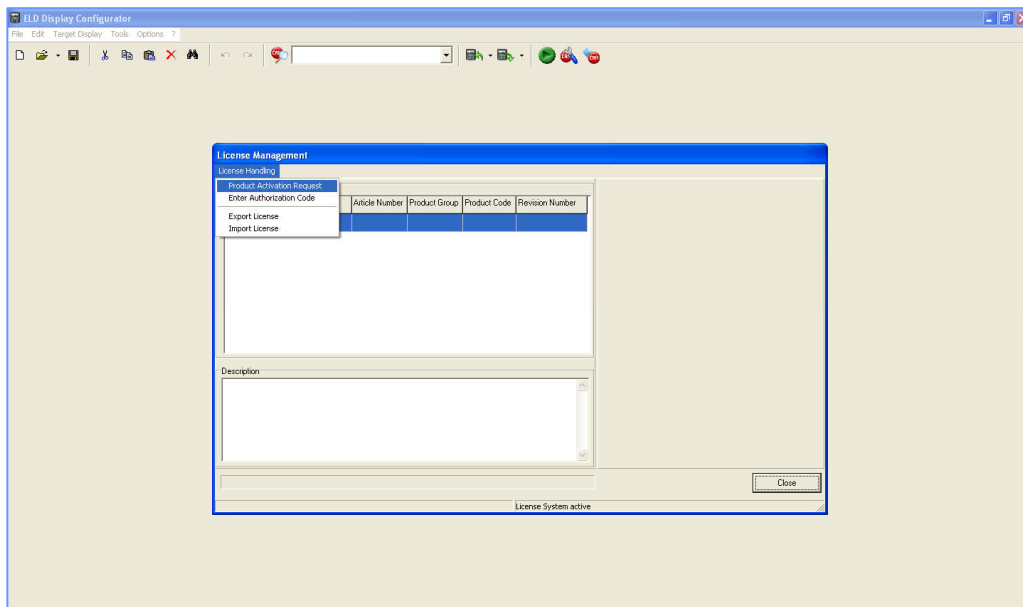 ELD Display Configurator
File Edit Target Display Tools Options ?
License Management
License Handling
Product Activation Request
Enter Authorization Code
Export License
Import License
Article Number Product Group Product Code Revision Number
Description
Close
License System active